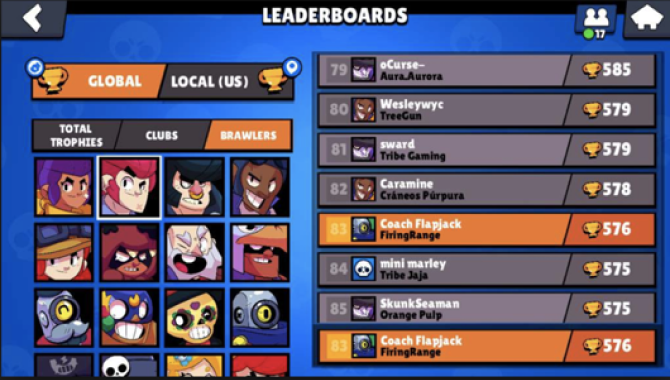 LEADERBOARDS
17
GLOBAL
LOCAL (US)
TOTAL
TROPHIES
CLUBS
BRAWLERS
79 oCurse- 585
Aura.Aurora
80 Wesleywyc 579
TreeGun
81 sward 579
Tribe Gaming
82 Caramine 578
Cráneos Púrpura
83 Coach Flapjack 576
FiringRange
84 mini marley 575
Tribe Jaja
85 SkunkSeaman 575
Orange Pulp
83 Coach Flapjack 576
FiringRange